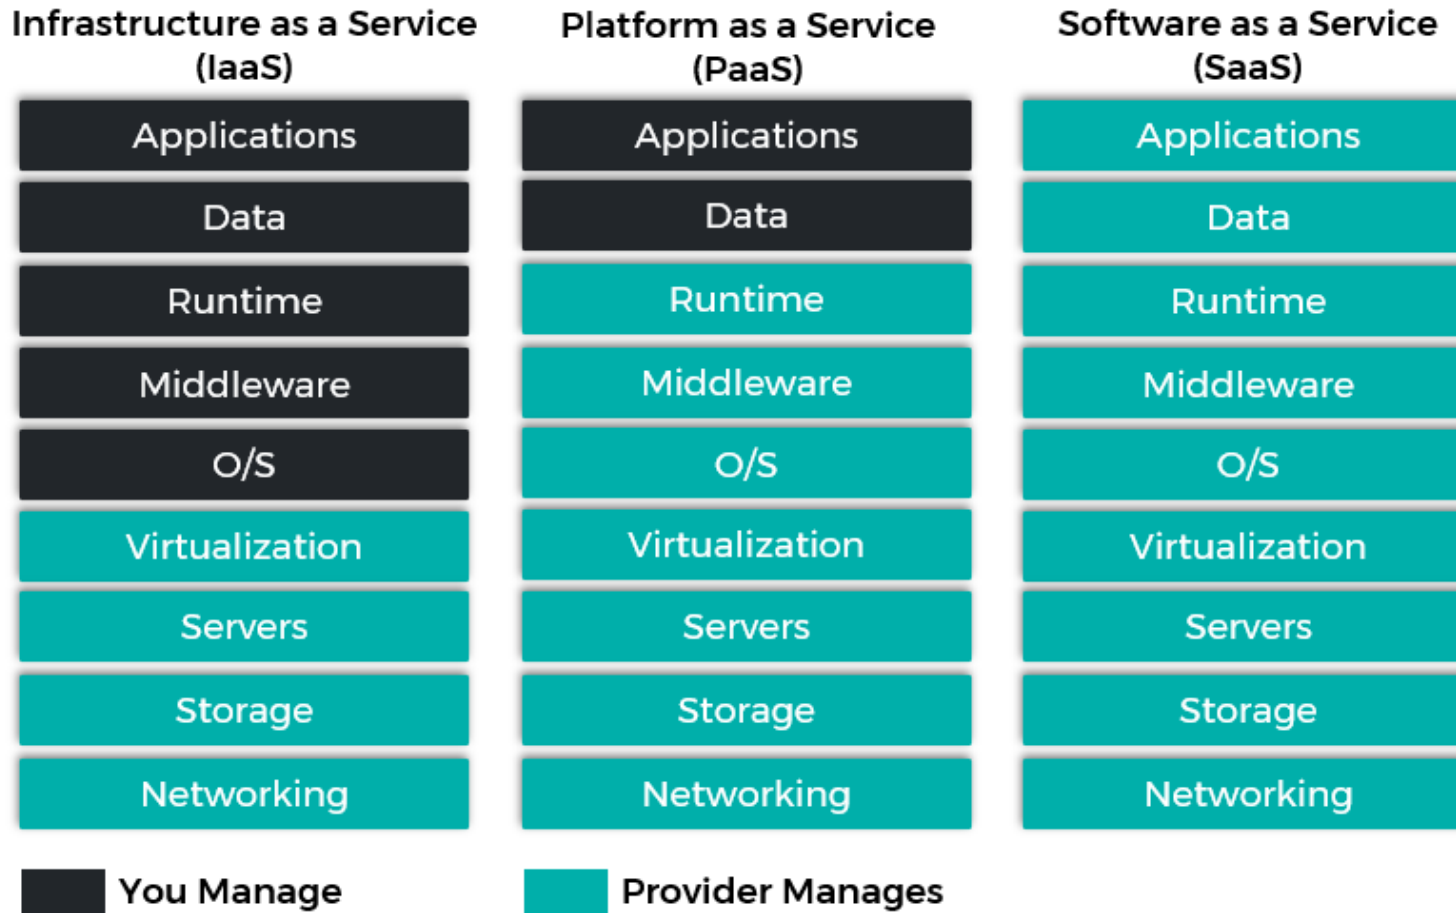 Infrastructure as a Service
(IaaS)
Applications
Data
Runtime
Middleware
O/S
Virtualization
Servers
Storage
Networking
Platform as a Service
(PaaS)
Applications
Data
Runtime
Middleware
O/S
Virtualization
Servers
Storage
Networking
Software as a Service
(SaaS)
Applications
Data
Runtime
Middleware
O/S
Virtualization
Servers
Storage
Networking
You Manage
Provider Manages